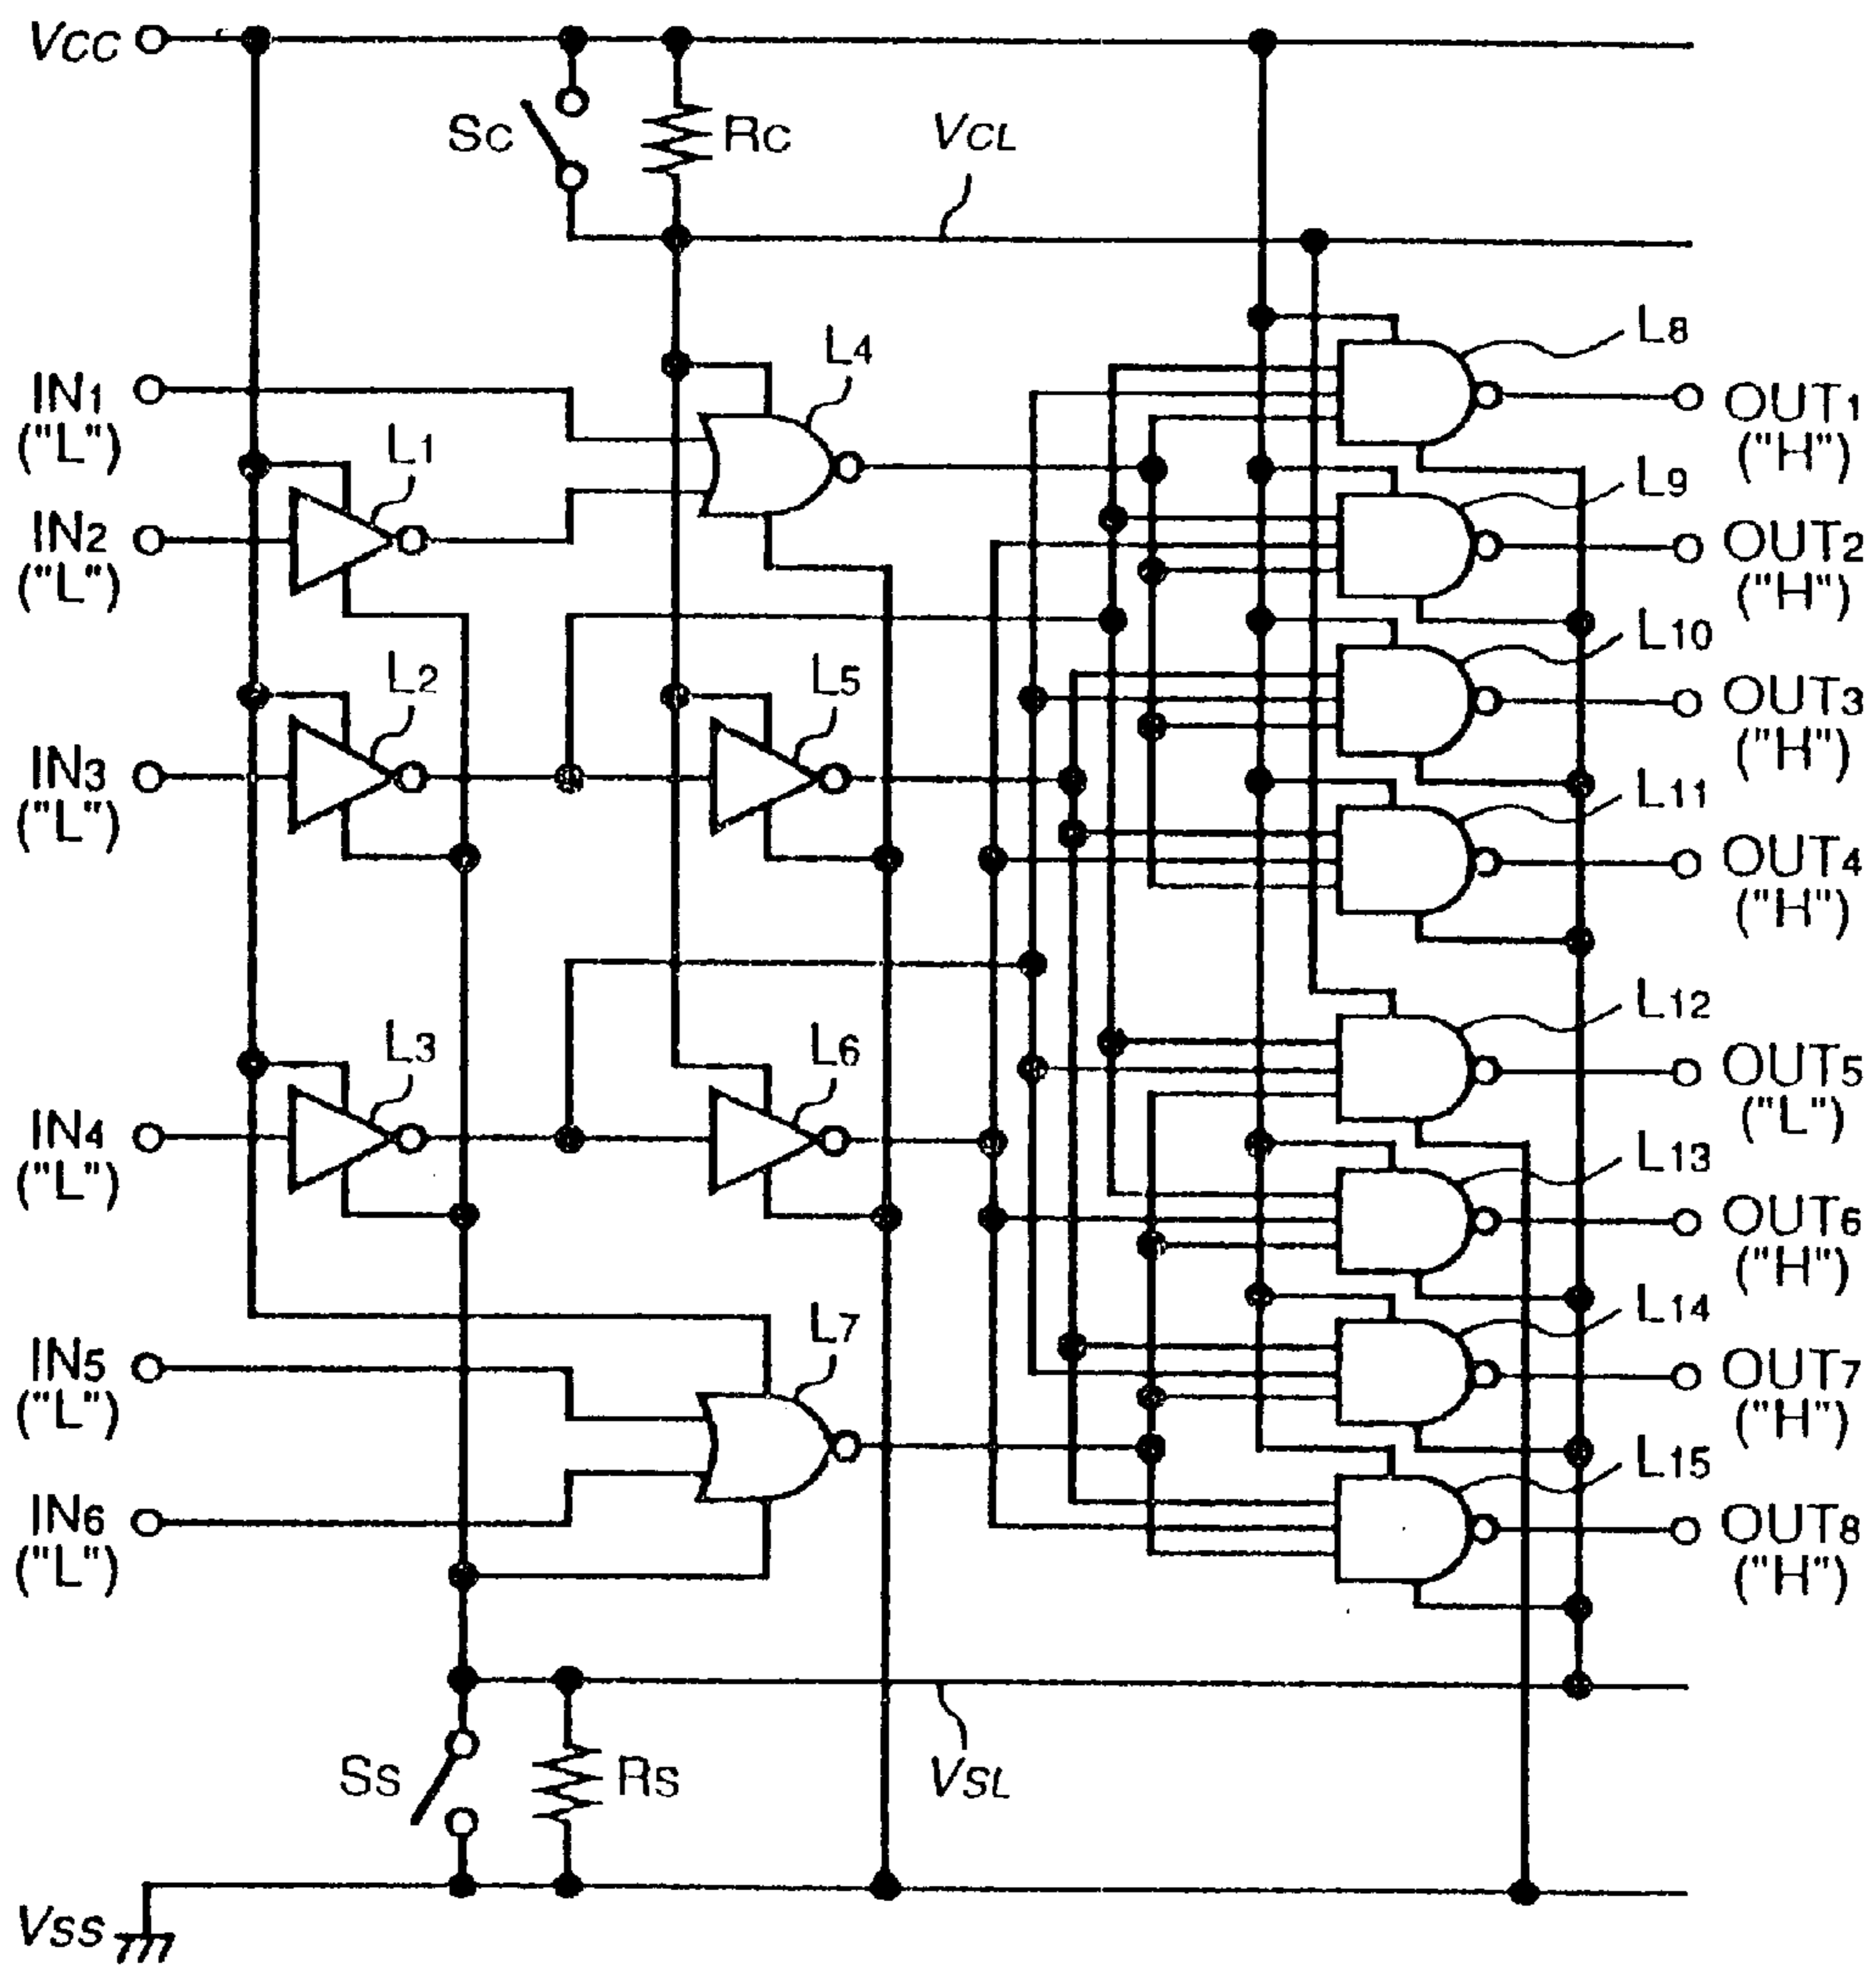 VCC
SC
RC
VCL
L4
L8
IN1
("L")
OUT1
("H")
L1
L9
IN2
("L")
OUT2
("H")
L10
L2
L5
OUT3
("H")
IN3
("L")
L11
OUT4
("H")
L12
L3
L6
OUT5
("L")
IN4
("L")
L13
OUT6
("H")
L7
L14
IN5
("L")
OUT7
("H")
L15
IN6
("L")
OUT8
("H")
SS
RS
VSL
VSS